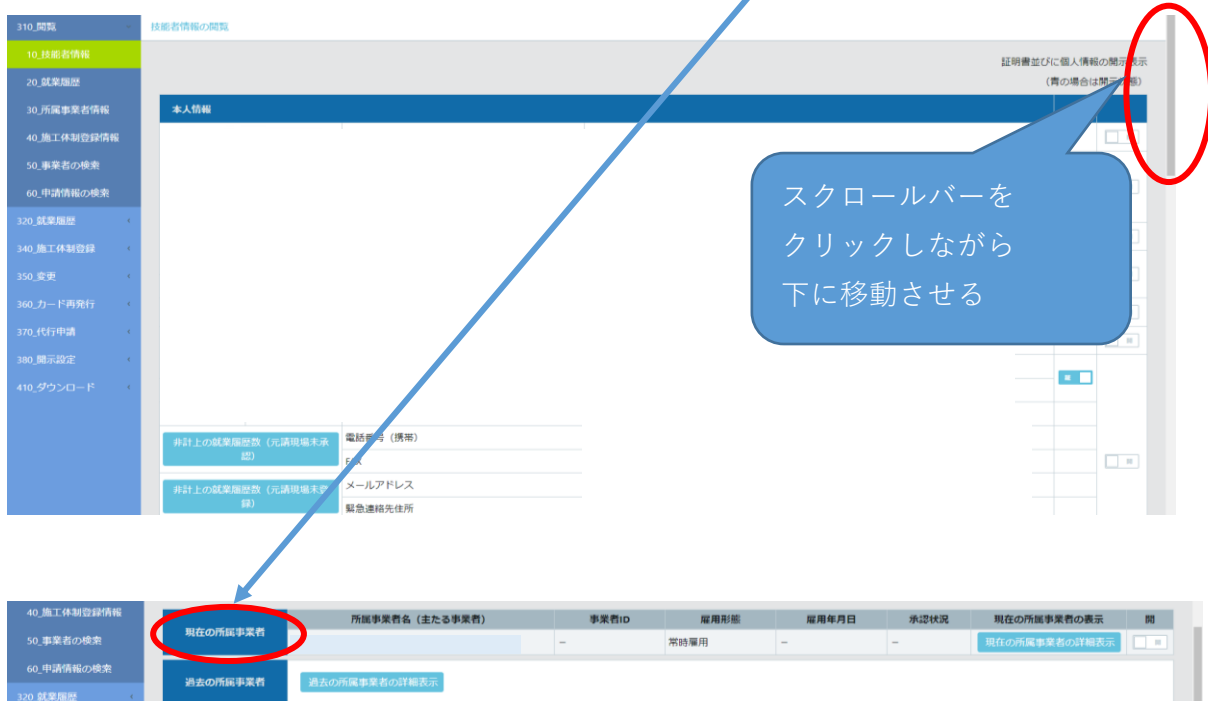 310_閲覧
技能者情報の閲覧
10_技能者情報
20_就業履歴
30_所属事業者情報
40_施工体制登録情報
50_事業者の検索
60_申請情報の検索
320_就業履歴
340_施工体制登録
350_変更
360_カード再発行
370_代行申請
380_開示設定
410_ダウンロード
証明書並びに個人情報の開示表示
(青の場合は開示状態)
本人情報
スクロールバーを
クリックしながら
下に移動させる
非計上の就業履歴数（元請現場未承
認）
電話番号（携帯）
FAX
非計上の就業履歴数（元請現場未登
録）
メールアドレス
緊急連絡先住所
40_施工体制登録情報
50_事業者の検索
60_申請情報の検索
320_就業履歴
現在の所属事業者
所属事業者名（主たる事業者） 事業者ID 雇用形態 雇用年月日 承認状況 現在の所属事業者の表示 開
– 常時雇用 – – 現在の所属事業者の詳細表示
過去の所属事業者 過去の所属事業者の詳細表示